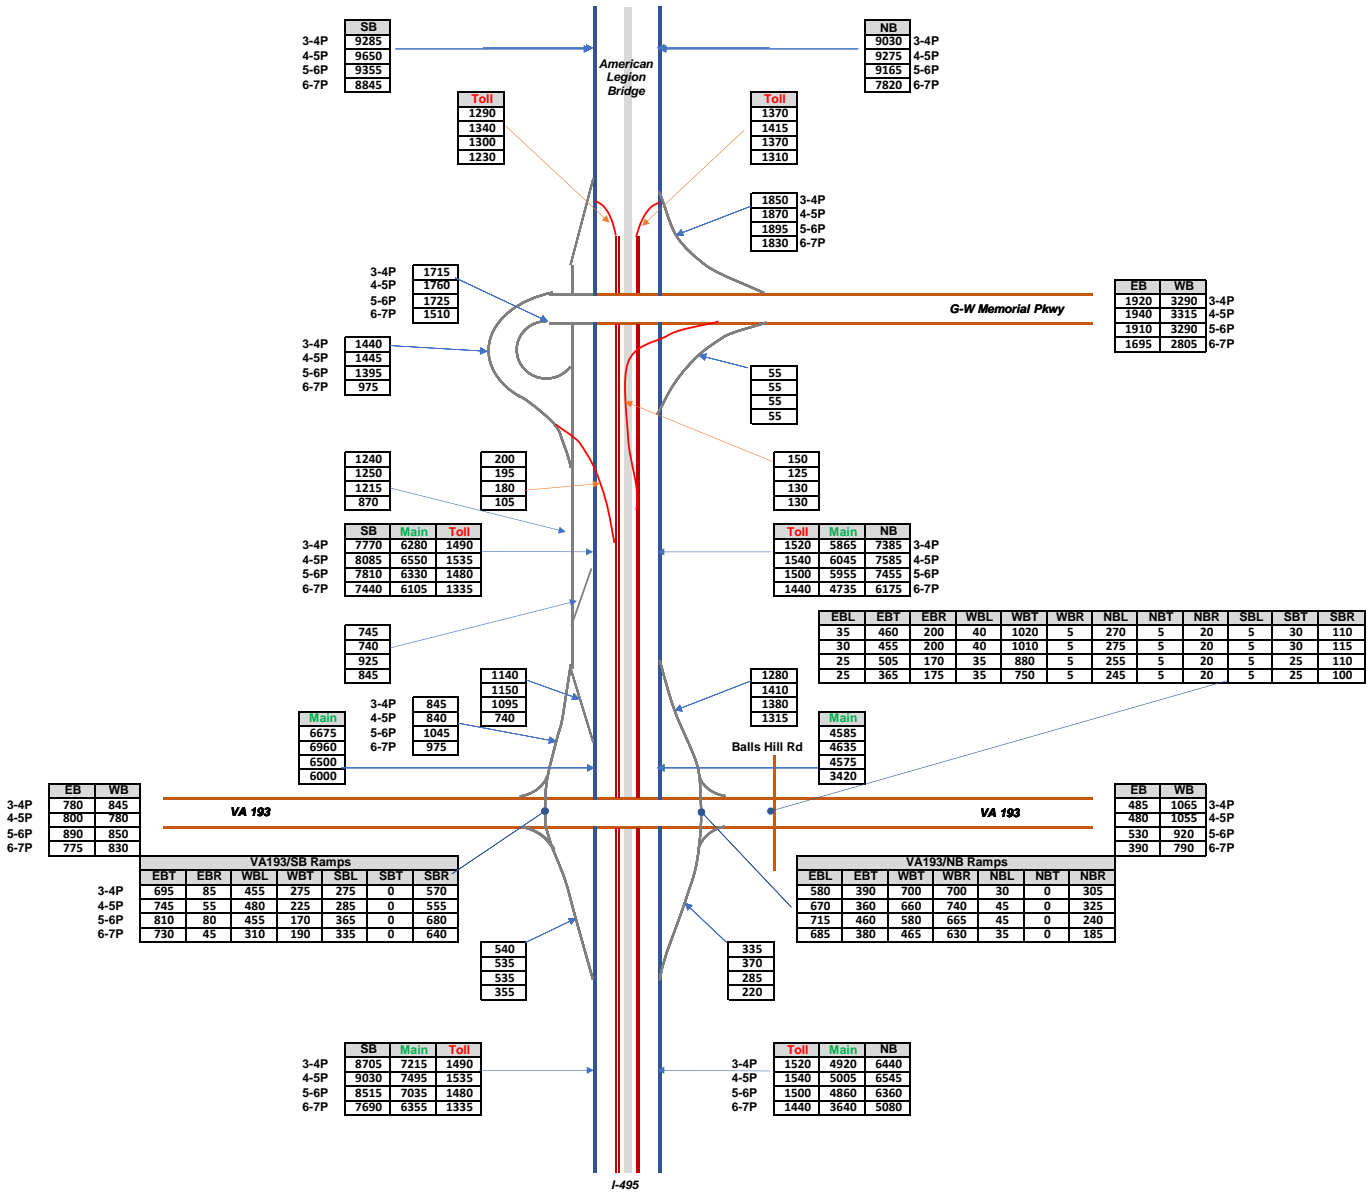 SB
3-4P 9285
4-5P 9650
5-6P 9355
6-7P 8845
NB
9030 3-4P
9275 4-5P
9165 5-6P
7820 6-7P
American
Legion
Bridge
Toll
1290
1340
1300
1230
Toll
1370
1415
1370
1310
1850 3-4P
1870 4-5P
1895 5-6P
1830 6-7P
3-4P 1715
4-5P 1760
5-6P 1725
6-7P 1510
G-W Memorial Pkwy
EB WB
1920 3290 3-4P
1940 3315 4-5P
1910 3290 5-6P
1695 2805 6-7P
3-4P 1440
4-5P 1445
5-6P 1395
6-7P 975
55
55
55
55
1240
1250
1215
870
200
195
180
105
150
125
130
130
SB Main Toll
3-4P 7770 6280 1490
4-5P 8085 6550 1535
5-6P 7810 6330 1480
6-7P 7440 6105 1335
Toll Main NB
1520 5865 7385 3-4P
1540 6045 7585 4-5P
1500 5955 7455 5-6P
1440 4735 6175 6-7P
EBL EBT EBR WBL WBT WBR NBL NBT NBR SBL SBT SBR
35 460 200 40 1020 5 270 5 20 5 30 110
30 455 200 40 1010 5 275 5 20 5 30 115
25 505 170 35 880 5 255 5 20 5 25 110
25 365 175 35 750 5 245 5 20 5 25 100
745
740
925
845
1140
1150
1095
740
1280
1410
1380
1315
3-4P 845
4-5P 840
5-6P 1045
6-7P 975
Main
6675
6960
6500
6000
Main
4585
4635
4575
3420
Balls Hill Rd
EB WB
3-4P 780 845
4-5P 800 780
5-6P 890 850
6-7P 775 830
VA 193
VA 193
EB WB
485 1065 3-4P
480 1055 4-5P
530 920 5-6P
390 790 6-7P
VA193/SB Ramps
EBT EBR WBL WBT SBL SBT SBR
3-4P 695 85 455 275 275 0 570
4-5P 745 55 480 225 285 0 555
5-6P 810 80 455 170 365 0 680
6-7P 730 45 310 190 335 0 640
VA193/NB Ramps
EBL EBT WBT WBR NBL NBT NBR
580 390 700 700 30 0 305
670 360 660 740 45 0 325
715 460 580 665 45 0 240
685 380 465 630 35 0 185
540
535
535
355
335
370
285
220
SB Main Toll
3-4P 8705 7215 1490
4-5P 9030 7495 1535
5-6P 8515 7035 1480
6-7P 7690 6355 1335
Toll Main NB
3-4P 1520 4920 6440
4-5P 1540 5005 6545
5-6P 1500 4860 6360
6-7P 1440 3640 5080
I-495